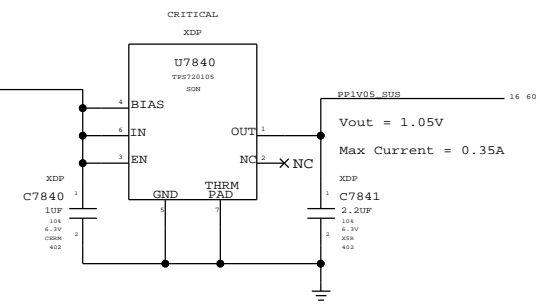 CRITICAL
XDP
U7840
TPS720105
SON
4 BIAS
6 IN
3 EN
OUT 1
NC 2 NC
GND
5
THRM
PAD
7
PP1V05_SUS 16 60
Vout = 1.05V
Max Current = 0.35A
XDP
C7840 1
1UF
10%
6.3V
CERM 2
402
XDP
1 C7841
2.2UF
10%
6.3V
2 X5R
402